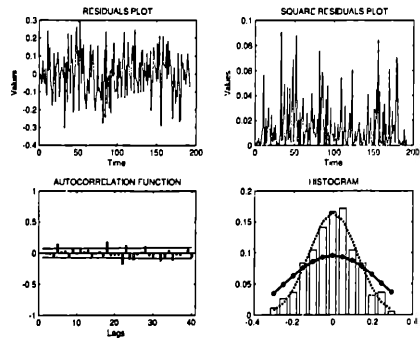 RESIDUALS PLOT
0.3
0.2
0.1
0
-0.1
-0.2
-0.3
-0.4
0 50 100 150 200
Values
Time
SQUARE RESIDUALS PLOT
0.1
0.08
0.06
0.04
0.02
0
0 50 100 150 200
Values
Time
AUTOCORRELATION FUNCTION
1
0.5
0
-0.5
-1
0 10 20 30 40
Lags
HISTOGRAM
0.2
0.15
0.1
0.05
0
-0.4 -0.2 0 0.2 0.4